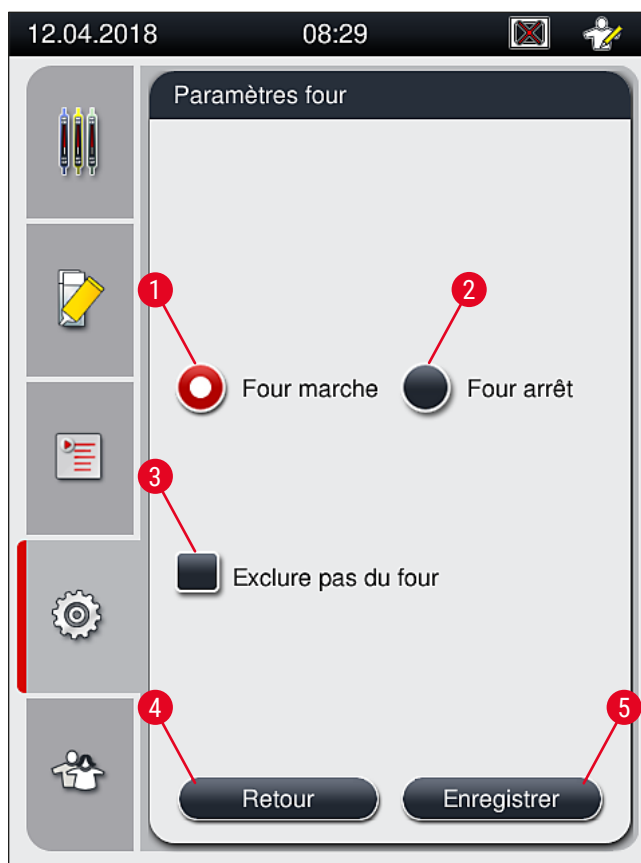 12.04.2018 08:29
Paramètres four
1 2
Four marche Four arrêt
3
Exclure pas du four
4 5
Retour Enregistrer